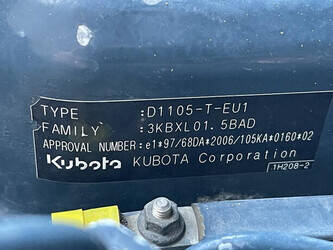 TYPE :D1105-T-EU1
FAMILY :3KBXL01.5BAD
APPROVAL NUMBER:e1*97/68DA*2006/105KA*0160*02
Kubota KUBOTA Corporation
1H208-2